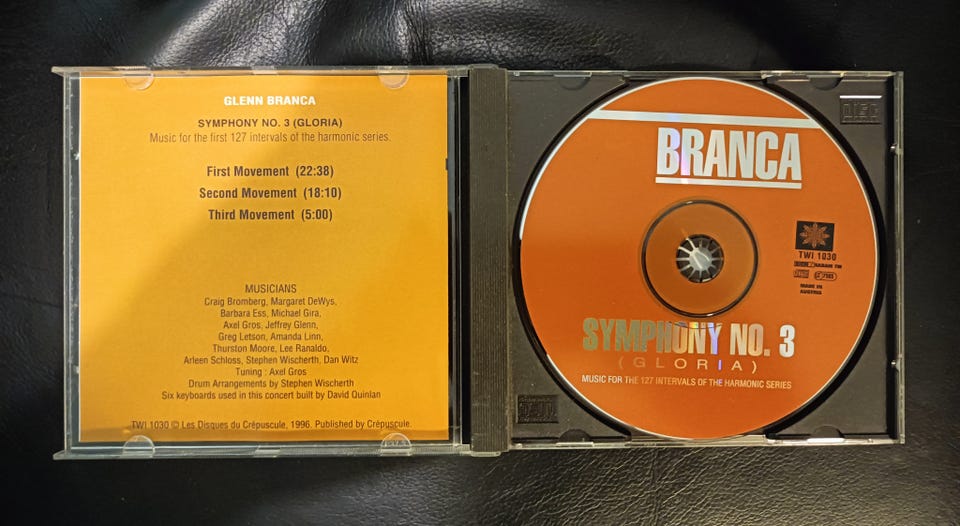 GLENN BRANCA
SYMPHONY NO. 3 (GLORIA)
Music for the first 127 intervals of the harmonic series.
First Movement (22:38)
Second Movement (18:10)
Third Movement (5:00)
MUSICIANS
Craig Bromberg, Margaret DeWys,
Barbara Ess, Michael Gira,
Axel Gros, Jeffrey Glenn,
Greg Letson, Amanda Linn,
Thurston Moore, Lee Ranaldo,
Arleen Schloss, Stephen Wischerth, Dan Witz
Tuning : Axel Gros
Drum Arrangements by Stephen Wischerth
Six keyboards used in this concert built by David Quinlan
TWI 1030 © Les Disques du Crépuscule, 1996. Published by Crépuscule.
BRANCA
TWI 1030
MADE IN
AUSTRIA
SYMPHONY NO. 3
(GLORIA)
MUSIC FOR THE 127 INTERVALS OF THE HARMONIC SERIES